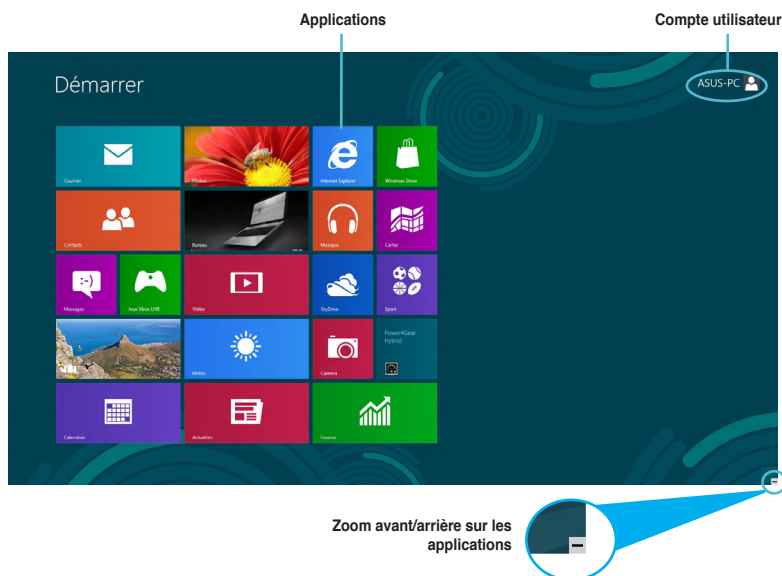 Applications
Compte utilisateur
Démarrer
ASUS-PC
Courrier
Photos
Internet Explorer
Windows Store
Contacts
Bureau
Musique
Cartes
Messages
Jeux Xbox LIVE
Vidéo
SkyDrive
Sport
Météo
Caméra
Power4Gear
Hybrid
Calendrier
Actualités
Finance
Zoom avant/arrière sur les
applications